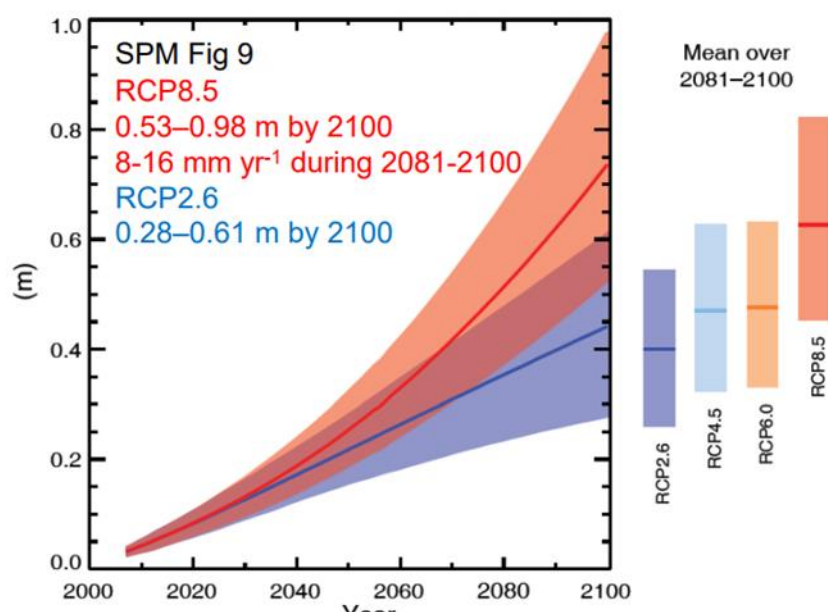 1.0
0.8
0.6
0.4
0.2
0.0
(m)
SPM Fig 9
RCP8.5
0.53–0.98 m by 2100
8-16 mm yr⁻¹ during 2081-2100
RCP2.6
0.28–0.61 m by 2100
2000
2020
2040
2060
2080
2100
Year
Mean over
2081–2100
RCP2.6
RCP4.5
RCP6.0
RCP8.5